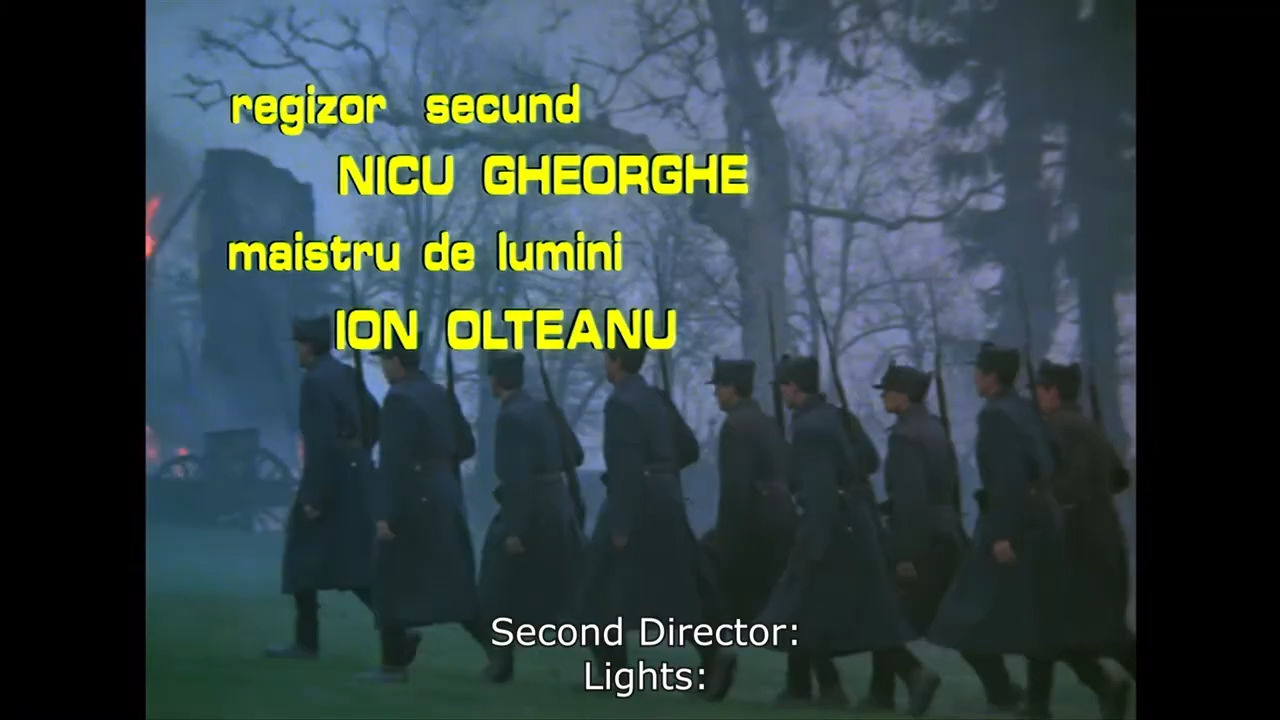 regizor secund
NICU GHEORGHE
maistru de lumini
ION OLTEANU
Second Director:
Lights: